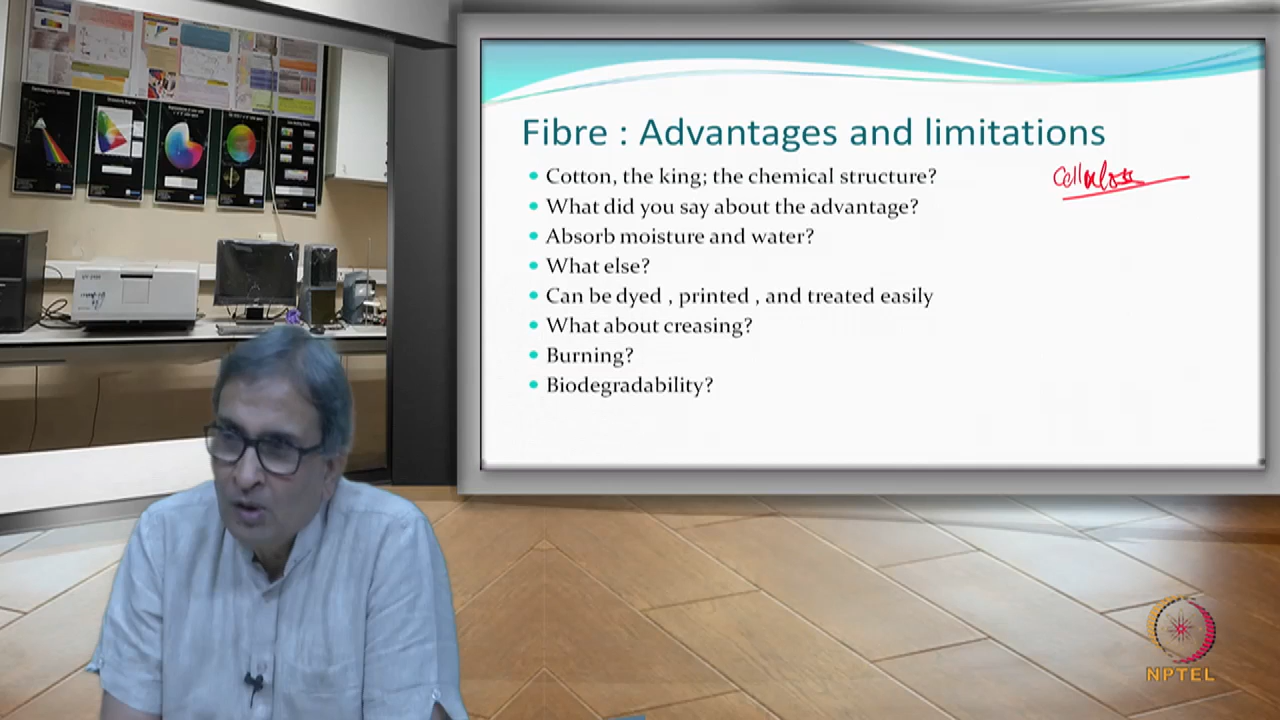 Fibre : Advantages and limitations
Cotton, the king; the chemical structure?
Cellulose
What did you say about the advantage?
Absorb moisture and water?
What else?
Can be dyed , printed , and treated easily
What about creasing?
Burning?
Biodegradability?
NPTEL